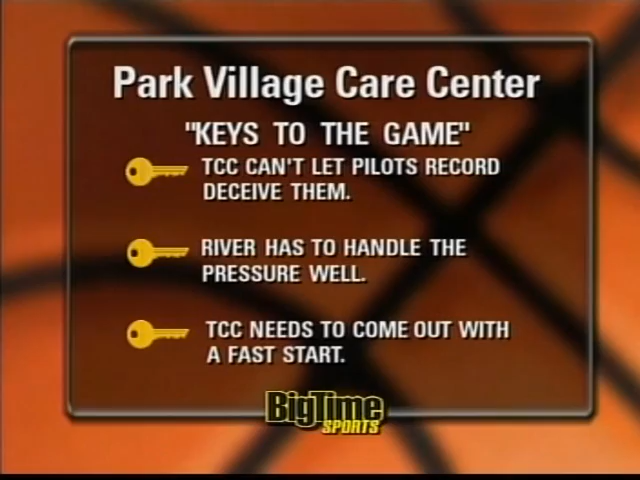 Park Village Care Center
"KEYS TO THE GAME"
TCC CAN'T LET PILOTS RECORD
DECEIVE THEM.
RIVER HAS TO HANDLE THE
PRESSURE WELL.
TCC NEEDS TO COME OUT WITH
A FAST START.
BigTime
SPORTS